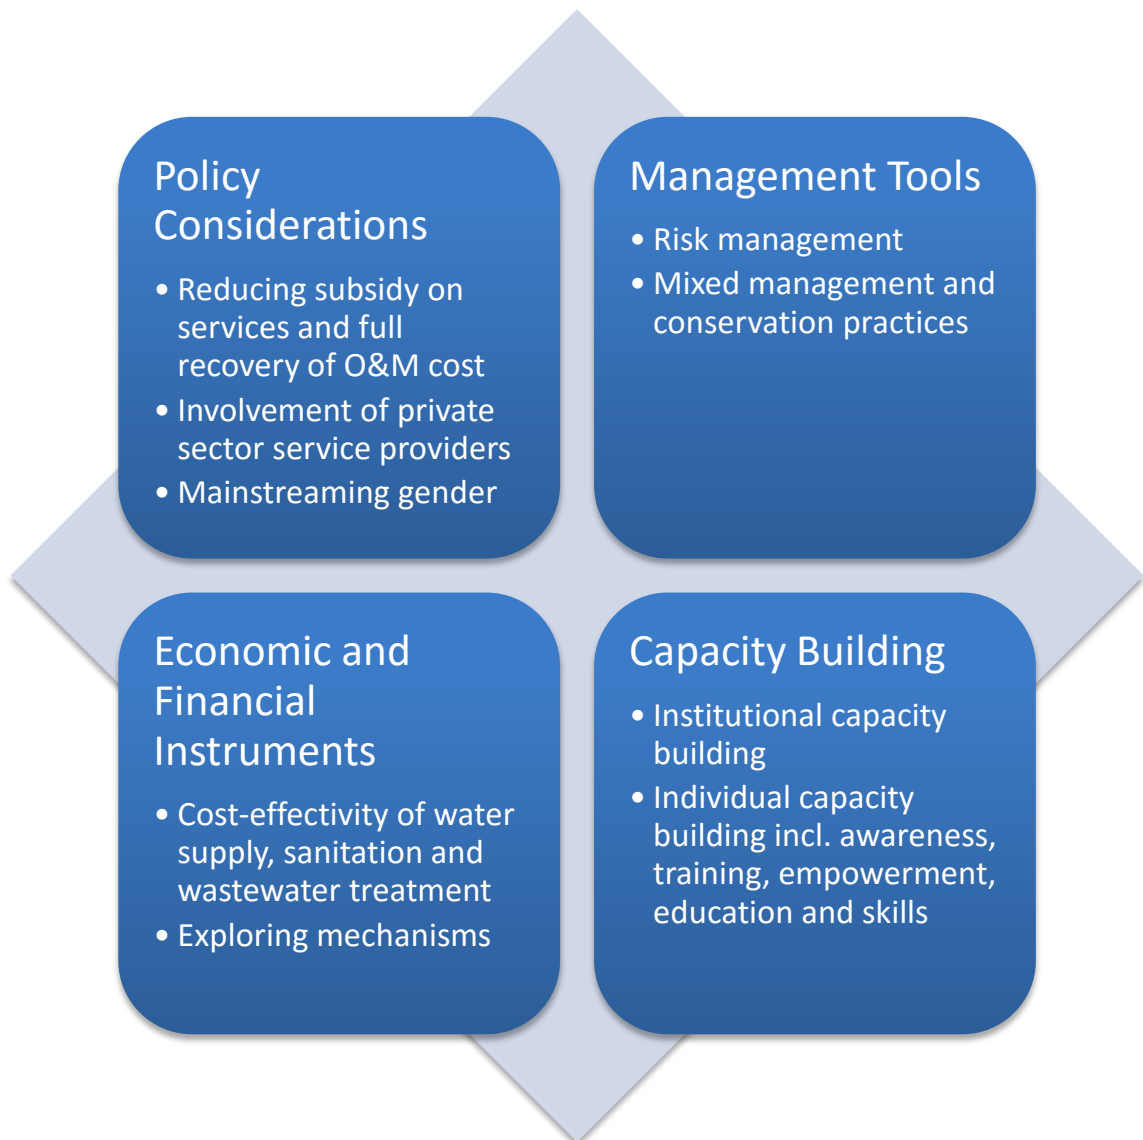 Policy
Considerations
• Reducing subsidy on
services and full
recovery of O&M cost
• Involvement of private
sector service providers
• Mainstreaming gender
Management Tools
• Risk management
• Mixed management and
conservation practices
Economic and
Financial
Instruments
• Cost-effectivity of water
supply, sanitation and
wastewater treatment
• Exploring mechanisms
Capacity Building
• Institutional capacity
building
• Individual capacity
building incl. awareness,
training, empowerment,
education and skills